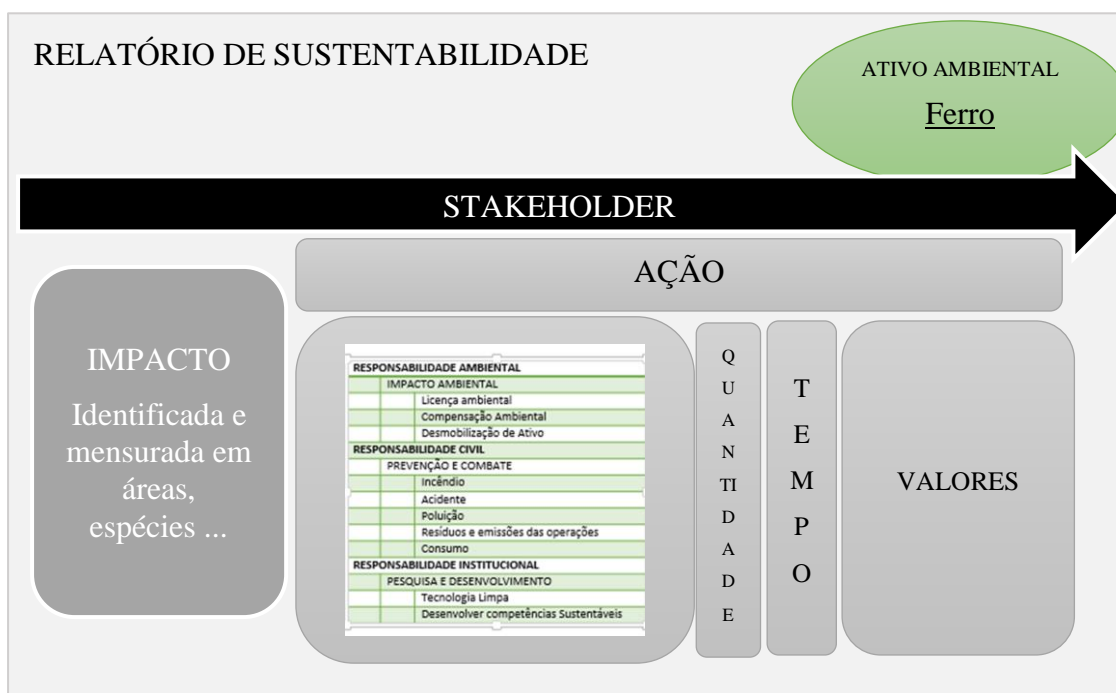 RELATÓRIO DE SUSTENTABILIDADE
ATIVO AMBIENTAL
Ferro
STAKEHOLDER
AÇÃO
IMPACTO
Identificada e
mensurada em
áreas,
espécies ...
RESPONSABILIDADE AMBIENTAL
IMPACTO AMBIENTAL
Licença ambiental
Compensação Ambiental
Desmobilização de Ativo
RESPONSABILIDADE CIVIL
PREVENÇÃO E COMBATE
Incêndio
Acidente
Poluição
Resíduos e emissões das operações
Consumo
RESPONSABILIDADE INSTITUCIONAL
PESQUISA E DESENVOLVIMENTO
Tecnologia Limpa
Desenvolver competências Sustentáveis
Q
U
A
N
TI
D
A
D
E
T
E
M
P
O
VALORES